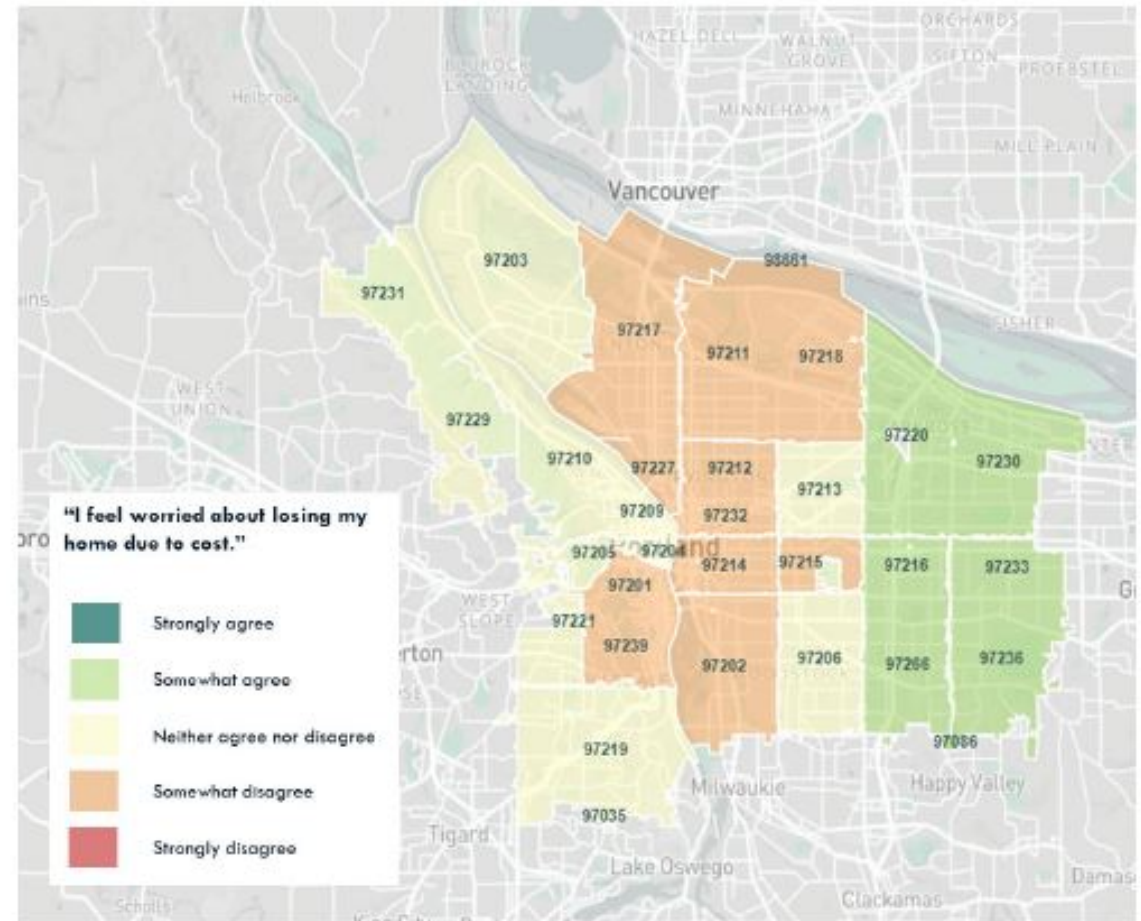 ORCHARDS
HAZEL DELL
WALNUT
GROVE
SIFTON
PROEBSTEL
LANDING
Holbrook
MINNEHAHA
MILL PLAIN
Vancouver
97203
98661
97231
97217
97211
97218
FISHER
WEST
UNION
97229
97220
97210
97230
97227
97212
97213
97209
97232
"I feel worried about losing my
home due to cost."
97205
97204
97214
97215
97216
97233
97201
WEST
SLOPE
97221
97239
97202
97206
97266
97236
Strongly agree
Somewhat agree
Neither agree nor disagree
Somewhat disagree
Strongly disagree
97219
97086
Milwaukie
Happy Valley
97035
Tigard
Lake Oswego
Damas
Clackamas
Scholls